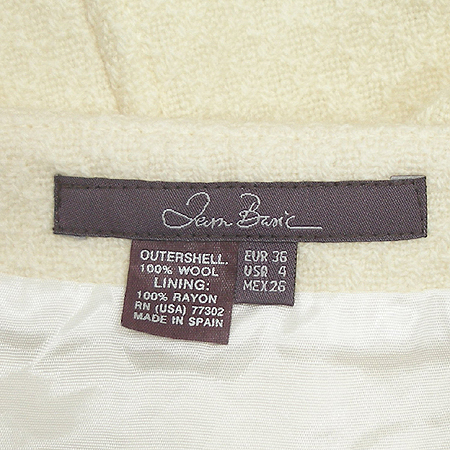 Zara Basic
OUTERSHELL.
100% WOOL
LINING:
100% RAYON
RN (USA) 77302
MADE IN SPAIN
EUR 36
USA 4
MEX 26